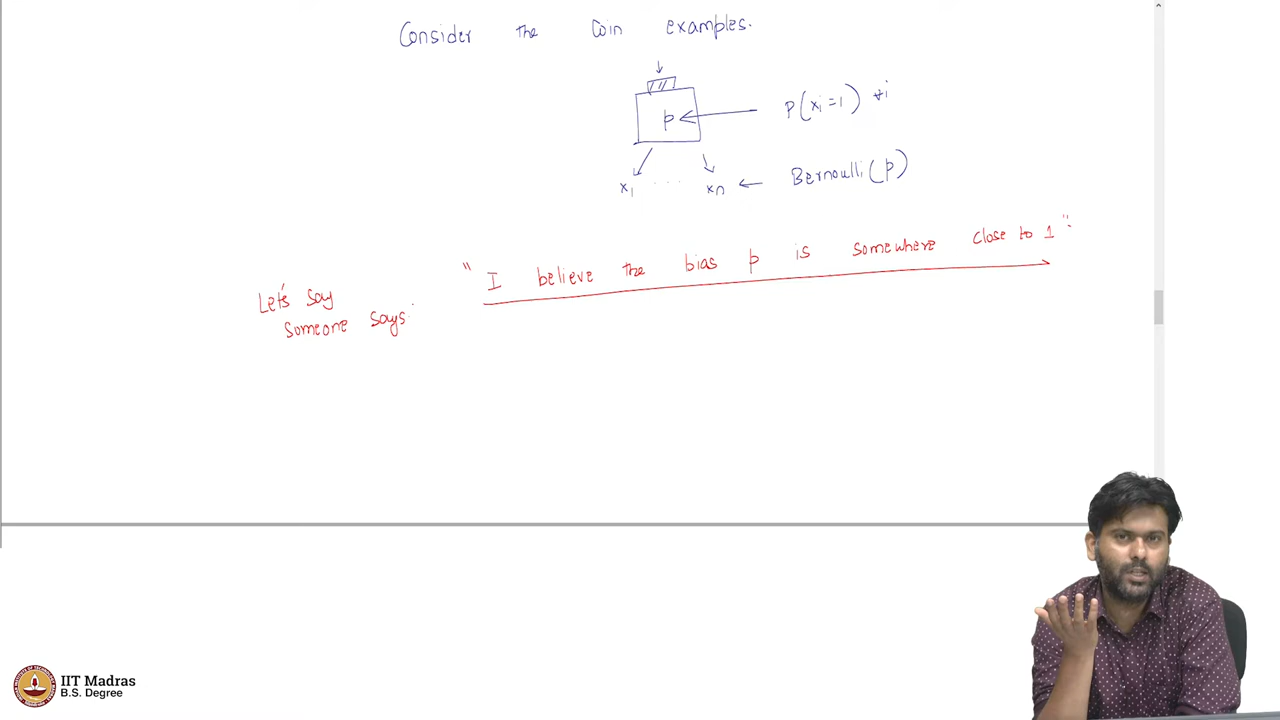 Consider the Coin examples.
p
P(xi=1) ∀i
x1 ... xn ← Bernoulli(p)
"I believe the bias p is somewhere close to 1":
Let's say
someone says:
IIT Madras
B.S. Degree